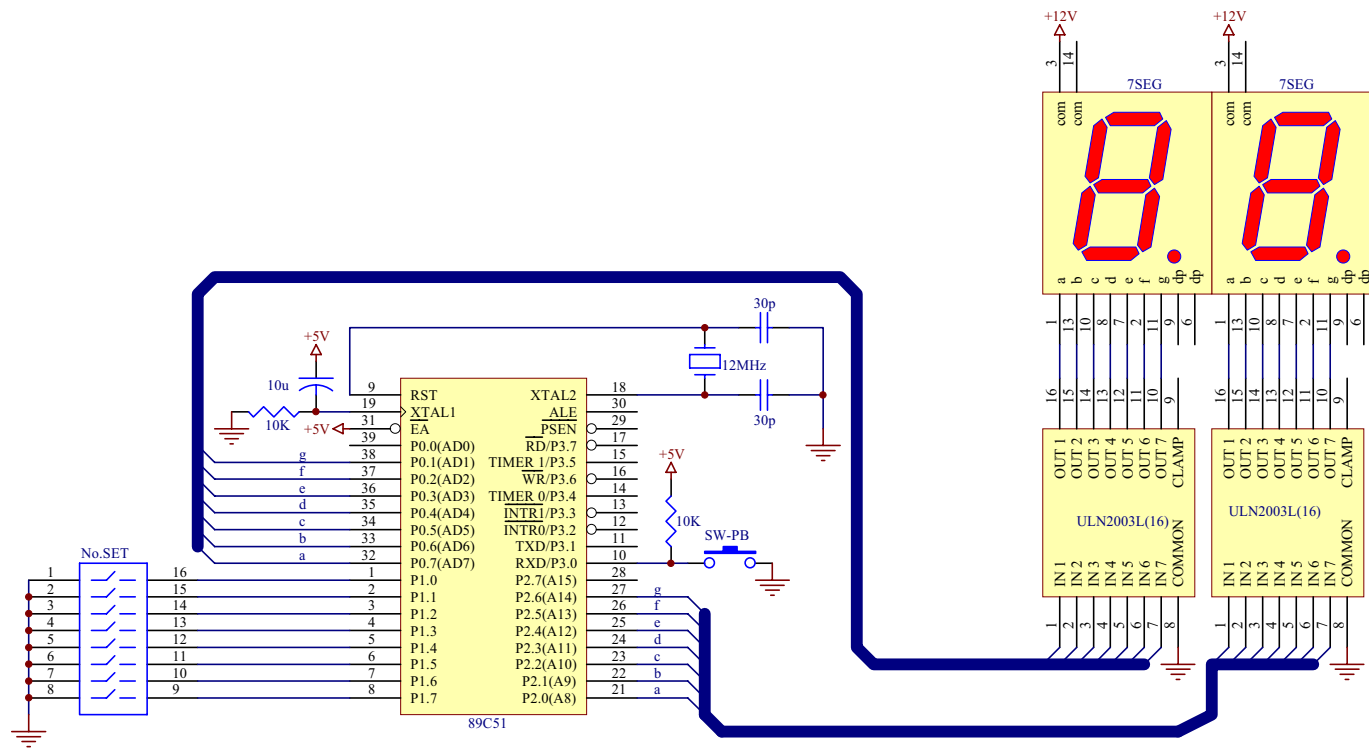 +12V
+12V
3
14
3
14
7SEG
7SEG
com
com
com
com
a
b
c
d
e
f
g
dp
dp
a
b
c
d
e
f
g
dp
dp
1
13
10
8
7
2
11
9
6
1
13
10
8
7
2
11
9
6
16
15
14
13
12
11
10
9
16
15
14
13
12
11
10
9
OUT 1
OUT 2
OUT 3
OUT 4
OUT 5
OUT 6
OUT 7
CLAMP
OUT 1
OUT 2
OUT 3
OUT 4
OUT 5
OUT 6
OUT 7
CLAMP
ULN2003L(16)
ULN2003L(16)
IN 1
IN 2
IN 3
IN 4
IN 5
IN 6
IN 7
COMMON
IN 1
IN 2
IN 3
IN 4
IN 5
IN 6
IN 7
COMMON
1
2
3
4
5
6
7
8
1
2
3
4
5
6
7
8
30p
12MHz
30p
+5V
10u
10K
+5V
9 RST XTAL2 18
19 XTAL1 ALE 30
31 EA PSEN 29
39 P0.0(AD0) RD/P3.7 17
g 38 P0.1(AD1) TIMER 1/P3.5 15
f 37 P0.2(AD2) WR/P3.6 16
e 36 P0.3(AD3) TIMER 0/P3.4 14
d 35 P0.4(AD4) INTR1/P3.3 13
c 34 P0.5(AD5) INTR0/P3.2 12
b 33 P0.6(AD6) TXD/P3.1 11
a 32 P0.7(AD7) RXD/P3.0 10
1 P1.0 P2.7(A15) 28
2 P1.1 P2.6(A14) 27 g
3 P1.2 P2.5(A13) 26 f
4 P1.3 P2.4(A12) 25 e
5 P1.4 P2.3(A11) 24 d
6 P1.5 P2.2(A10) 23 c
7 P1.6 P2.1(A9) 22 b
8 P1.7 P2.0(A8) 21 a
89C51
+5V
10K
SW-PB
No.SET
1 16
2 15
3 14
4 13
5 12
6 11
7 10
8 9